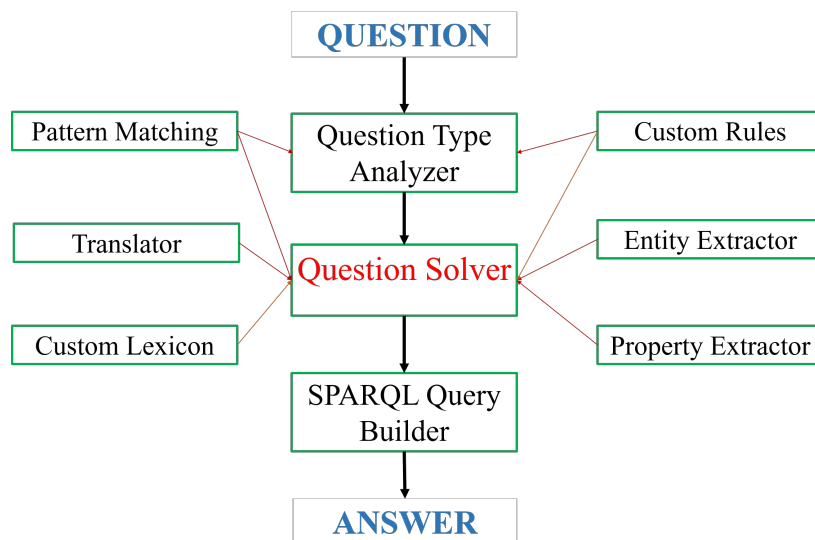 QUESTION
Pattern Matching
Question Type
Analyzer
Custom Rules
Translator
Question Solver
Entity Extractor
Custom Lexicon
Property Extractor
SPARQL Query
Builder
ANSWER